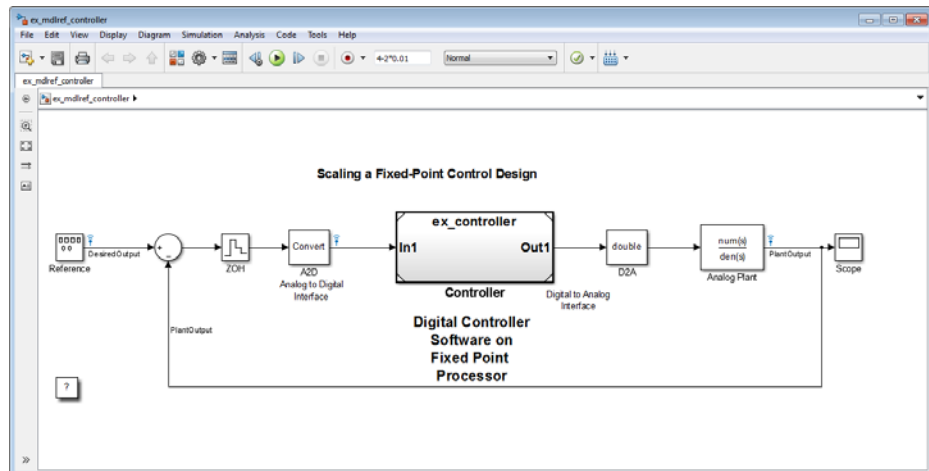 ex_mdlref_controller
File Edit View Display Diagram Simulation Analysis Code Tools Help
4-2*0.01
Normal
ex_mdlref_controller
ex_mdlref_controller
Scaling a Fixed-Point Control Design
Reference
DesiredOutput
+
-
ZOH
Convert
A2D
Analog to Digital
Interface
ex_controller
In1
Out1
Controller
Digital Controller
Software on
Fixed Point
Processor
double
D2A
Digital to Analog
Interface
num(s)
den(s)
Analog Plant
PlantOutput
Scope
PlantOutput
?